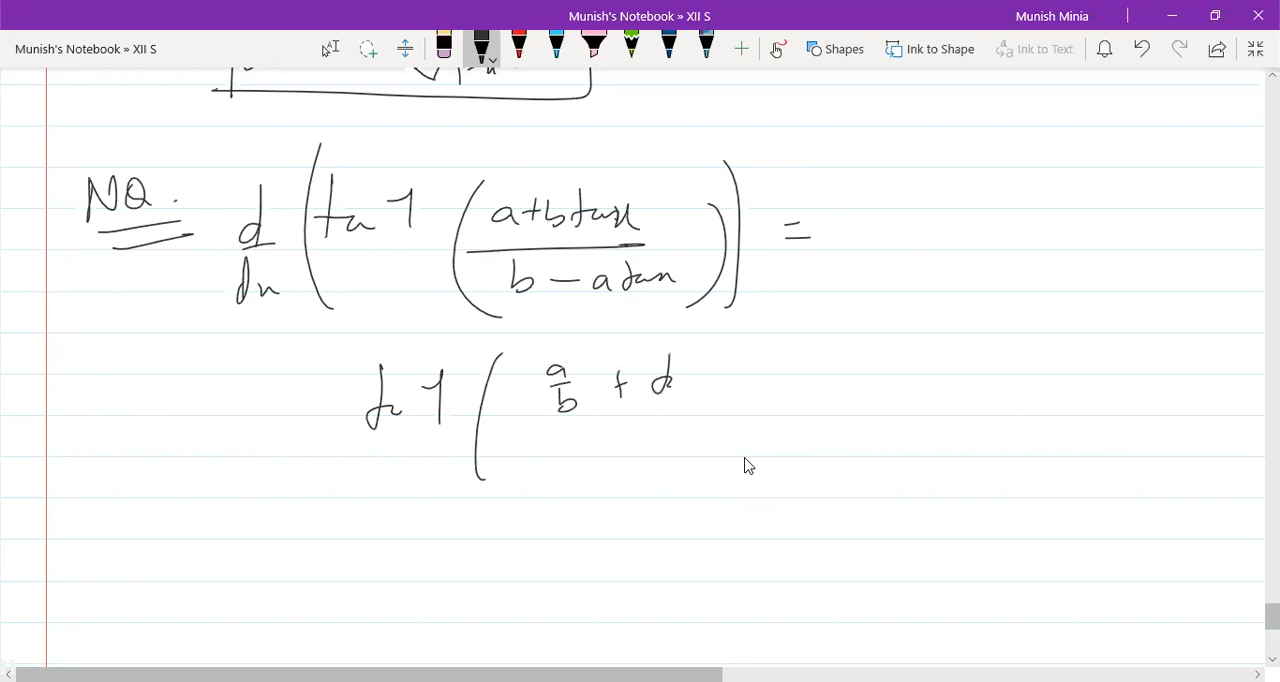 Munish's Notebook » XII S
Munish Minia
Munish's Notebook » XII S
Shapes
Ink to Shape
Ink to Text
NQ. d/dx ( tan⁻¹ ( (a+b tanx)/(b − a tanx) ) ) =
tan⁻¹ ( a/b + t